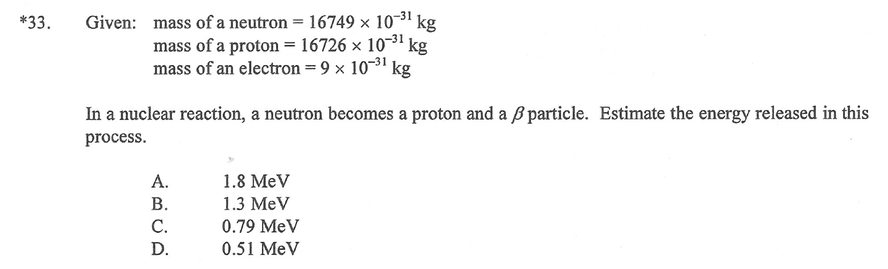 *33. Given: mass of a neutron = 16749 × 10⁻³¹ kg
mass of a proton = 16726 × 10⁻³¹ kg
mass of an electron = 9 × 10⁻³¹ kg
In a nuclear reaction, a neutron becomes a proton and a β particle. Estimate the energy released in this
process.
A. 1.8 MeV
B. 1.3 MeV
C. 0.79 MeV
D. 0.51 MeV